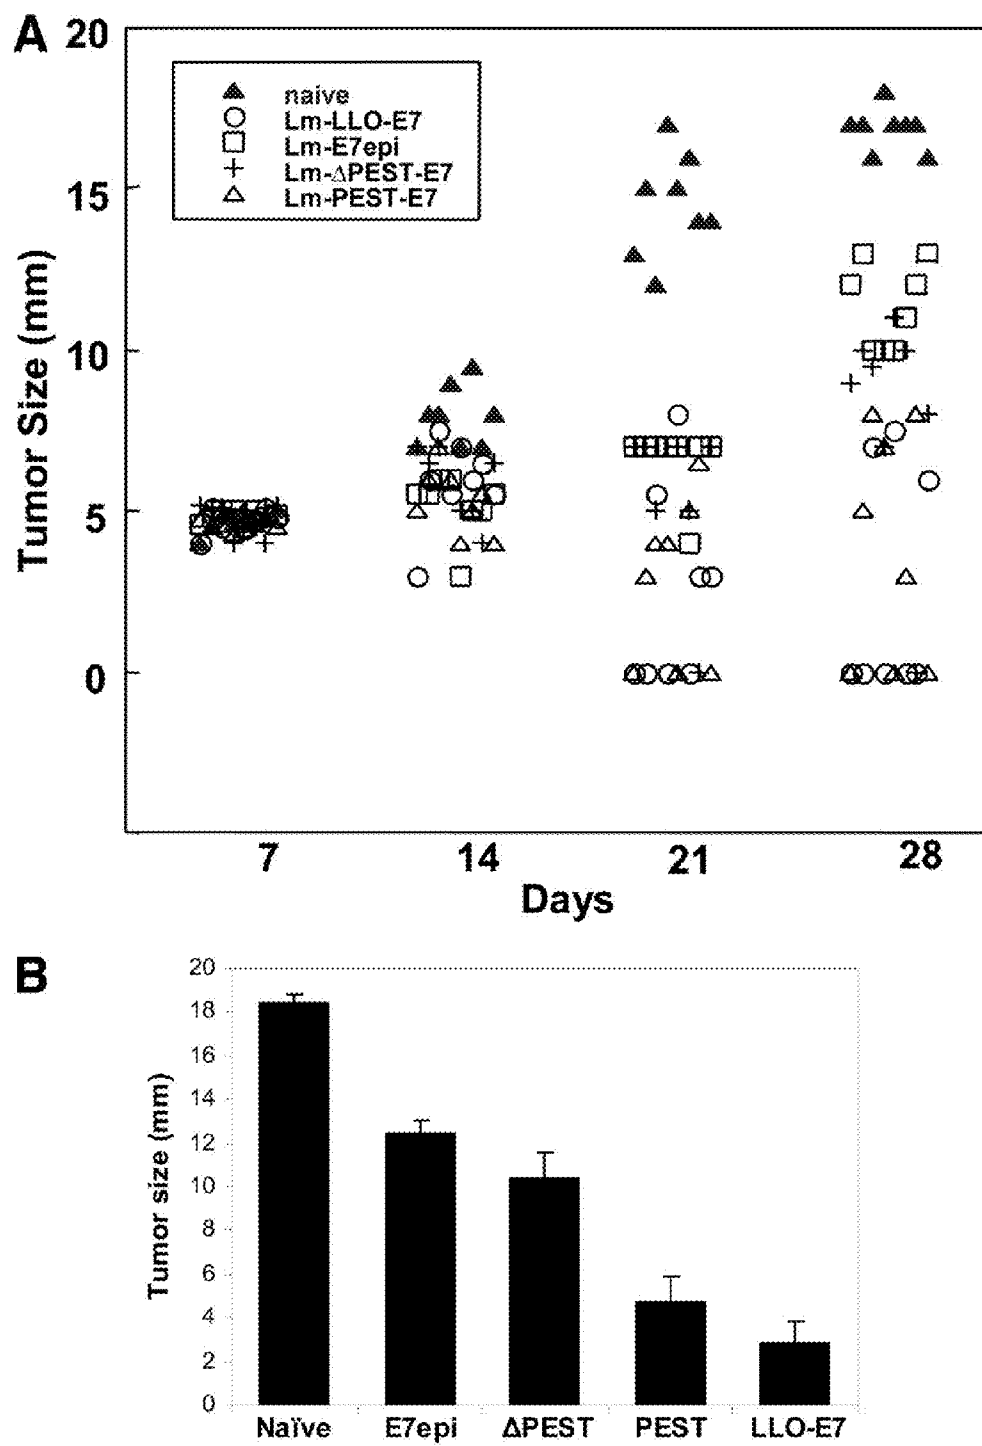 A
20
15
10
5
0
Tumor Size (mm)
naive
Lm-LLO-E7
Lm-E7epi
Lm-ΔPEST-E7
Lm-PEST-E7
7 14 21 28
Days
B
20
18
16
14
12
10
8
6
4
2
0
Tumor size (mm)
Naïve E7epi ΔPEST PEST LLO-E7